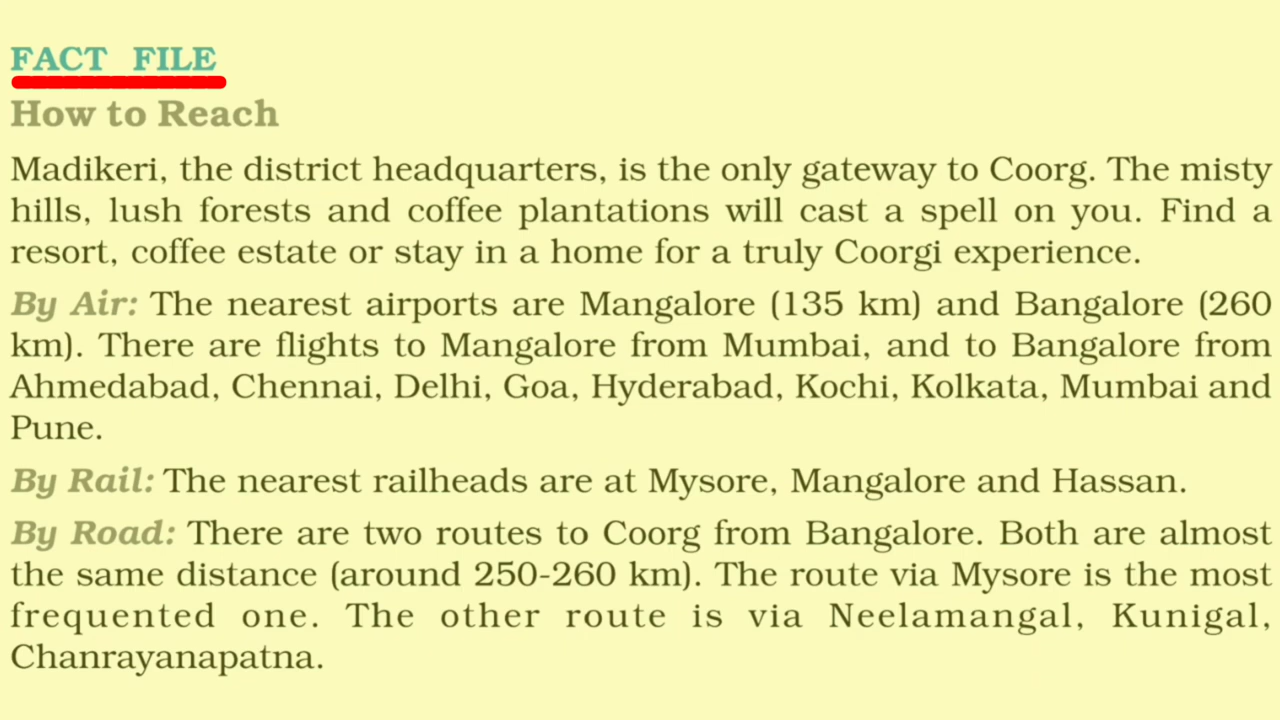 FACT FILE
How to Reach
Madikeri, the district headquarters, is the only gateway to Coorg. The misty
hills, lush forests and coffee plantations will cast a spell on you. Find a
resort, coffee estate or stay in a home for a truly Coorgi experience.
By Air: The nearest airports are Mangalore (135 km) and Bangalore (260
km). There are flights to Mangalore from Mumbai, and to Bangalore from
Ahmedabad, Chennai, Delhi, Goa, Hyderabad, Kochi, Kolkata, Mumbai and
Pune.
By Rail: The nearest railheads are at Mysore, Mangalore and Hassan.
By Road: There are two routes to Coorg from Bangalore. Both are almost
the same distance (around 250-260 km). The route via Mysore is the most
frequented one. The other route is via Neelamangal, Kunigal,
Chanrayanapatna.